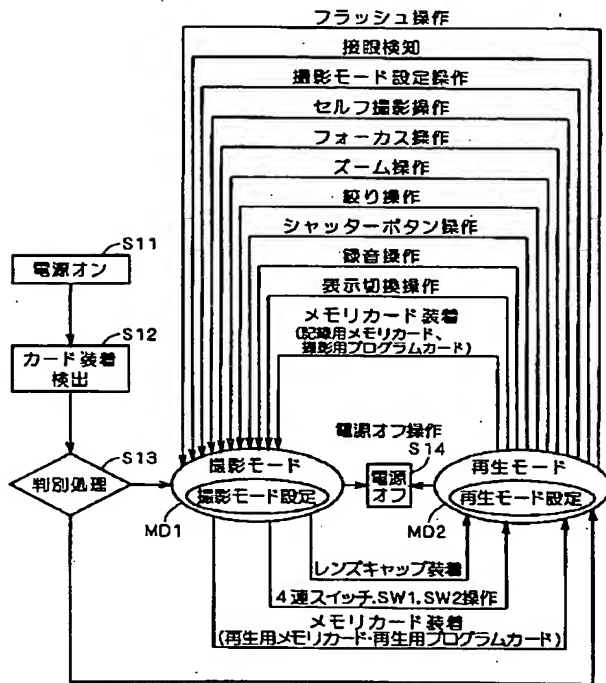 フラッシュ操作
接眼検知
撮影モード設定操作
セルフ撮影操作
フォーカス操作
ズーム操作
絞り操作
シャッターボタン操作
録音操作
表示切換操作
メモリカード装着
(記録用メモリカード、
撮影用プログラムカード)
S11
電源オン
S12
カード装着
検出
S13
判別処理
電源オフ操作
S14
撮影モード
撮影モード設定
MD1
電源
オフ
再生モード
再生モード設定
MD2
レンズキャップ装着
4連スイッチ.SW1.SW2操作
メモリカード装着
(再生用メモリカード・再生用プログラムカード)